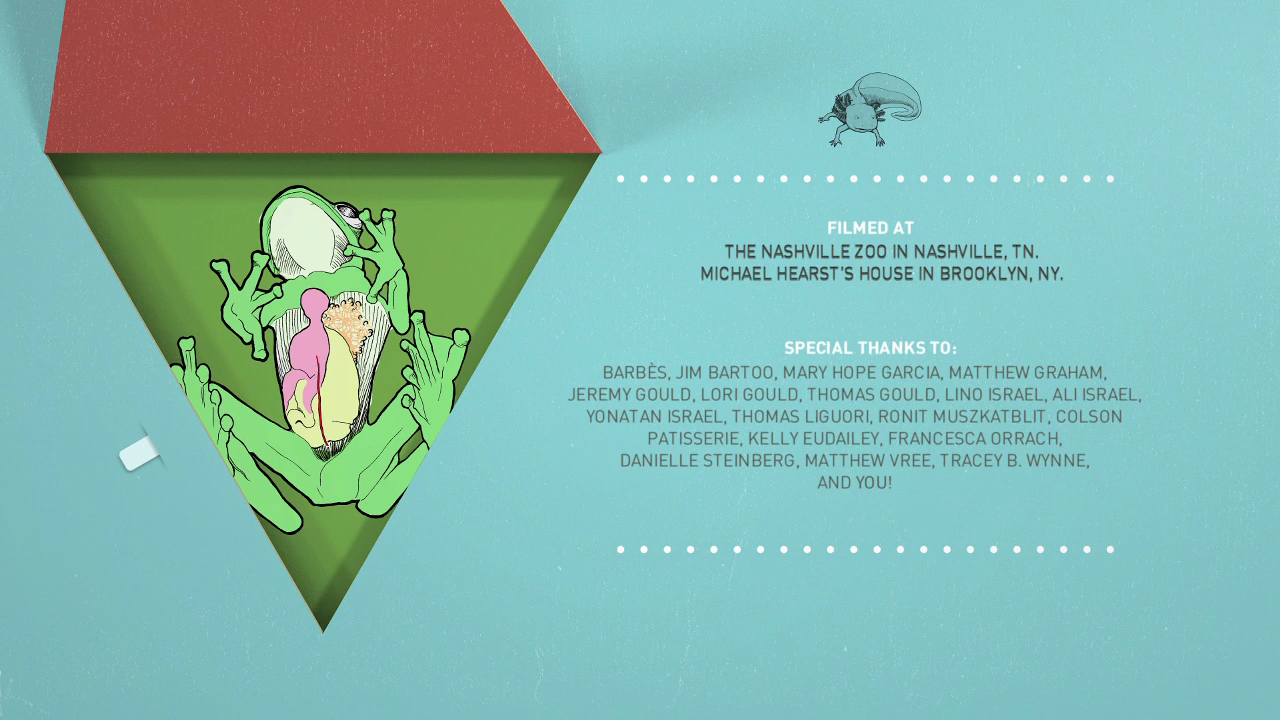 FILMED AT
THE NASHVILLE ZOO IN NASHVILLE, TN.
MICHAEL HEARST'S HOUSE IN BROOKLYN, NY.
SPECIAL THANKS TO:
BARBÈS, JIM BARTOO, MARY HOPE GARCIA, MATTHEW GRAHAM,
JEREMY GOULD, LORI GOULD, THOMAS GOULD, LINO ISRAEL, ALI ISRAEL,
YONATAN ISRAEL, THOMAS LIGUORI, RONIT MUSZKATBLIT, COLSON
PATISSERIE, KELLY EUDAILEY, FRANCESCA ORRACH,
DANIELLE STEINBERG, MATTHEW VREE, TRACEY B. WYNNE,
AND YOU!